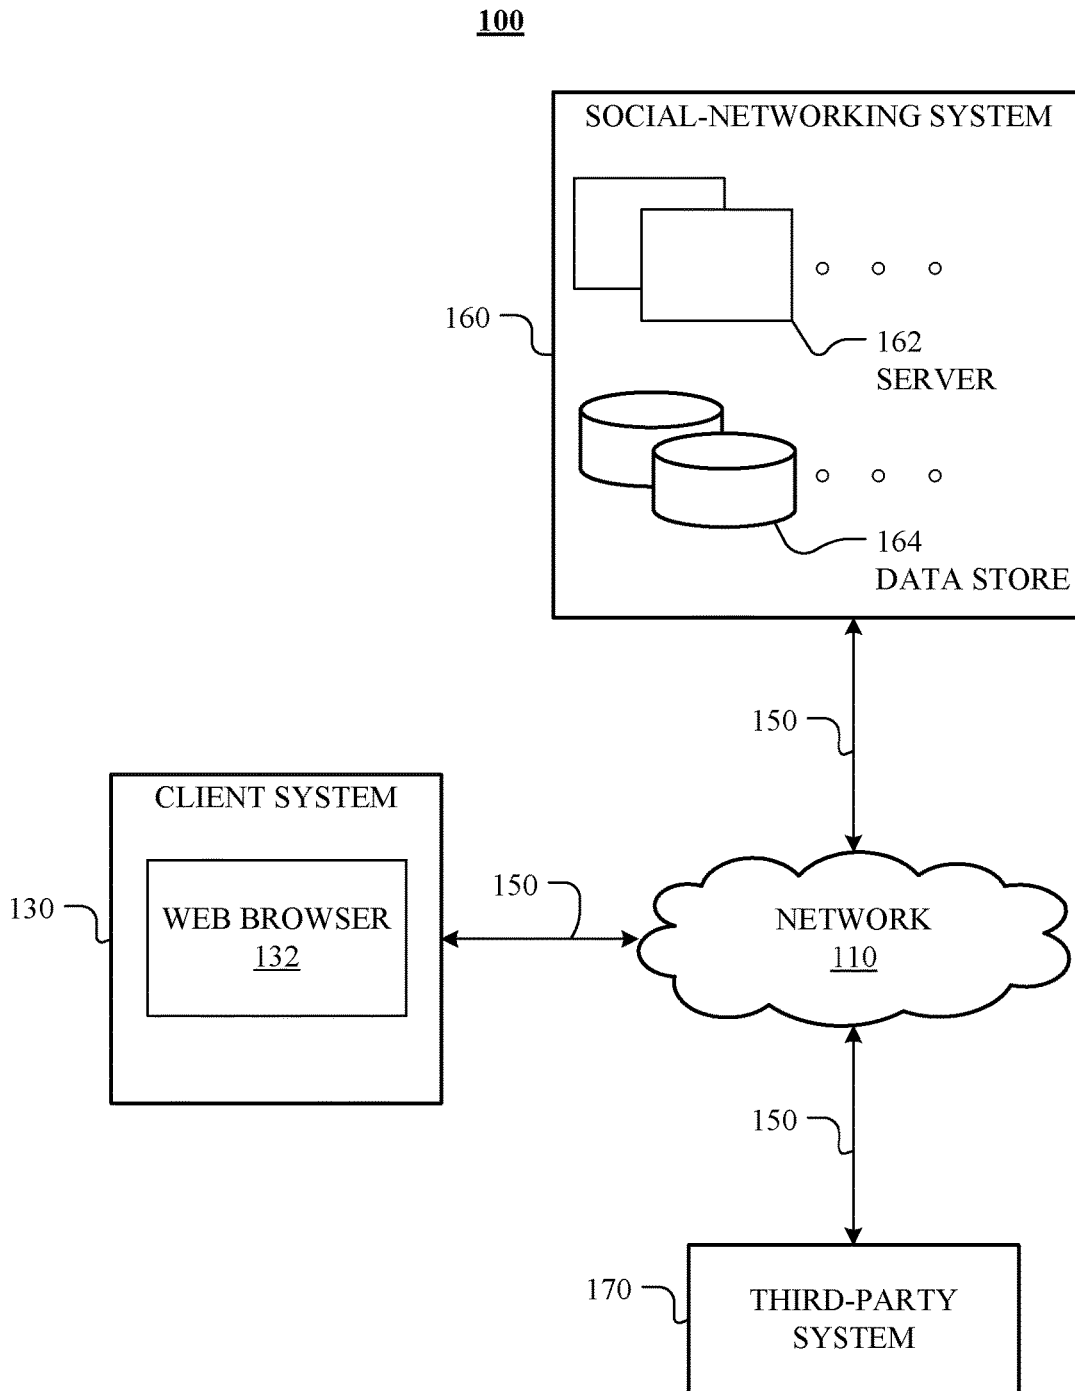 100
SOCIAL-NETWORKING SYSTEM
160
162
SERVER
164
DATA STORE
150
CLIENT SYSTEM
130
WEB BROWSER
132
150
NETWORK
110
150
170
THIRD-PARTY
SYSTEM